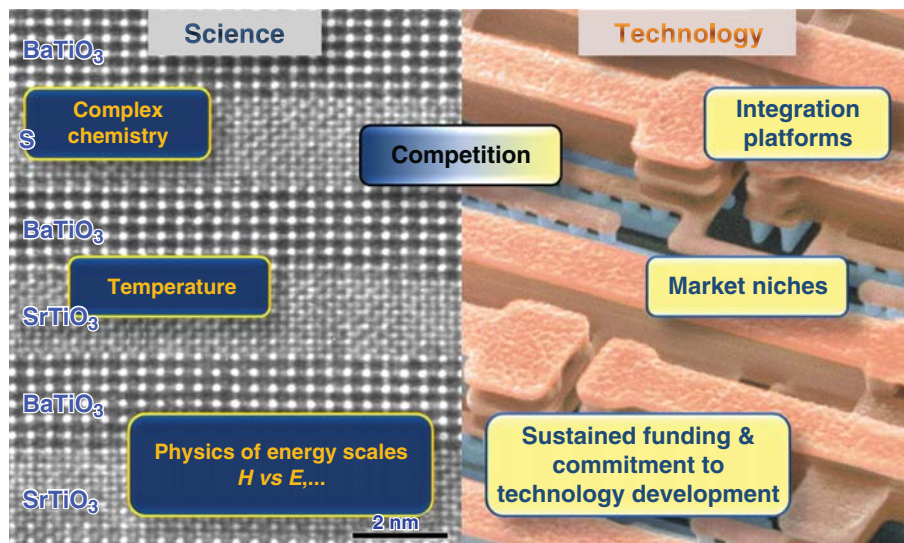 Science
Technology
BaTiO3
Complex
chemistry
S
Competition
Integration
platforms
BaTiO3
Temperature
Market niches
SrTiO3
BaTiO3
Physics of energy scales
H vs E,...
Sustained funding &
commitment to
technology development
SrTiO3
2 nm